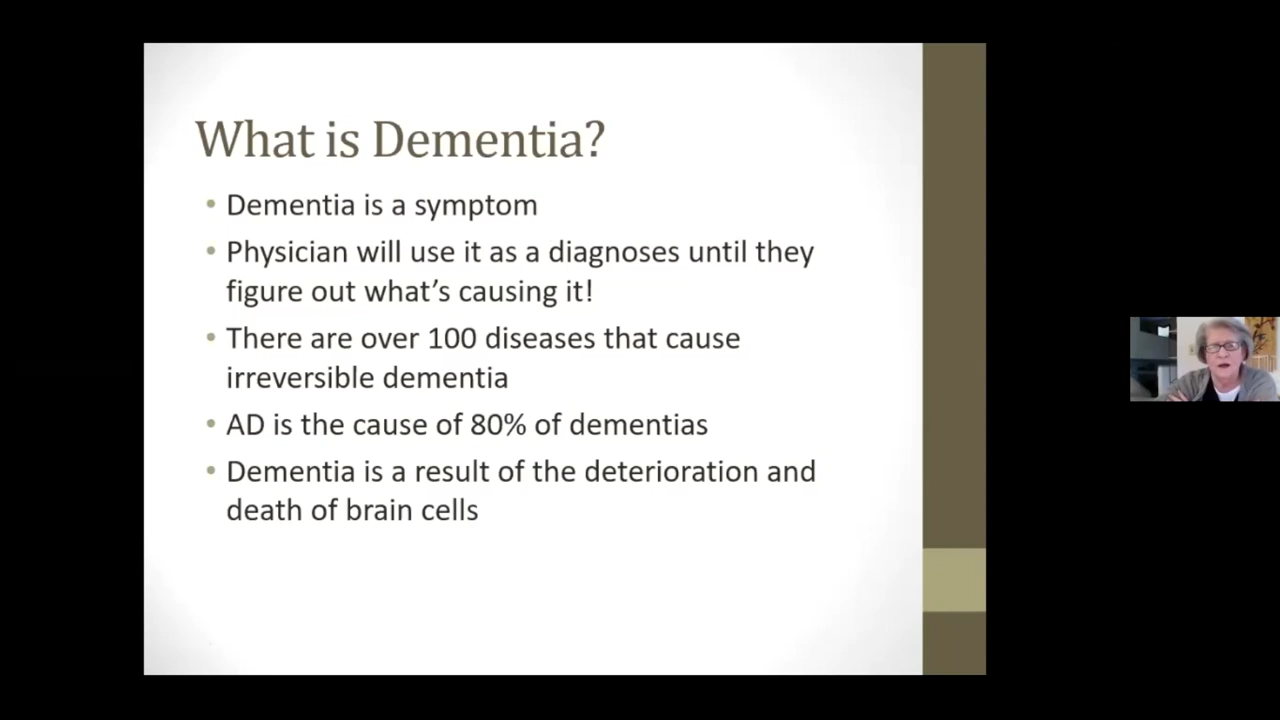 What is Dementia?
• Dementia is a symptom
• Physician will use it as a diagnoses until they
figure out what’s causing it!
• There are over 100 diseases that cause
irreversible dementia
• AD is the cause of 80% of dementias
• Dementia is a result of the deterioration and
death of brain cells